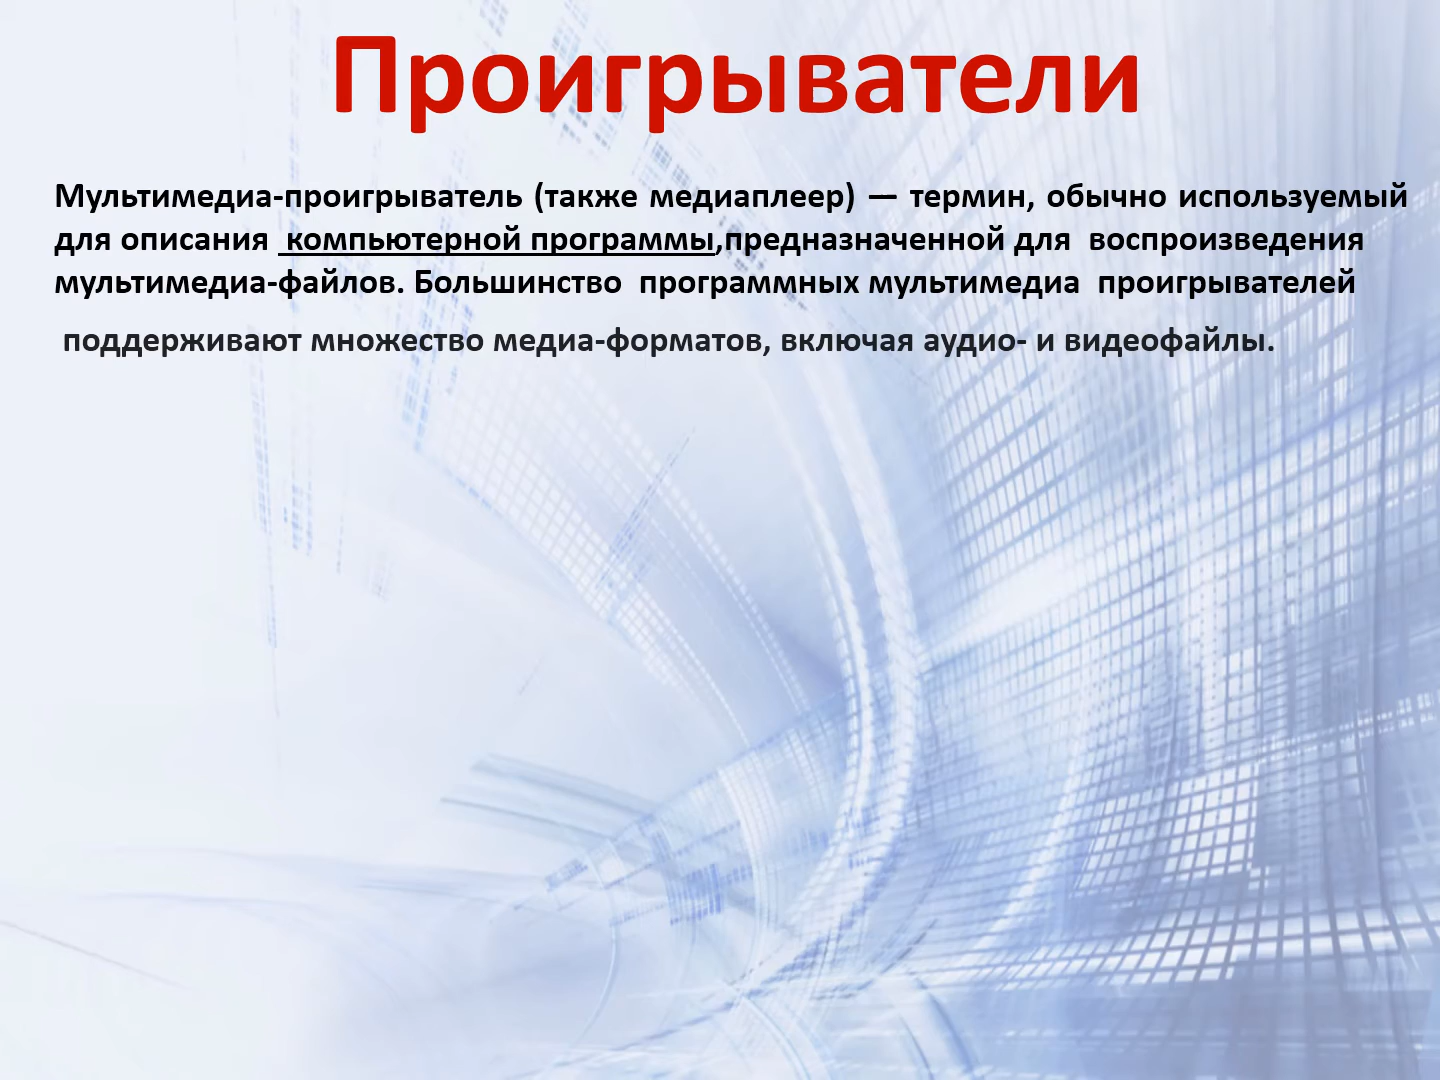 Проигрыватели
Мультимедиа-проигрыватель (также медиаплеер) — термин, обычно используемый
для описания компьютерной программы,предназначенной для воспроизведения
мультимедиа-файлов. Большинство программных мультимедиа проигрывателей
поддерживают множество медиа-форматов, включая аудио- и видеофайлы.